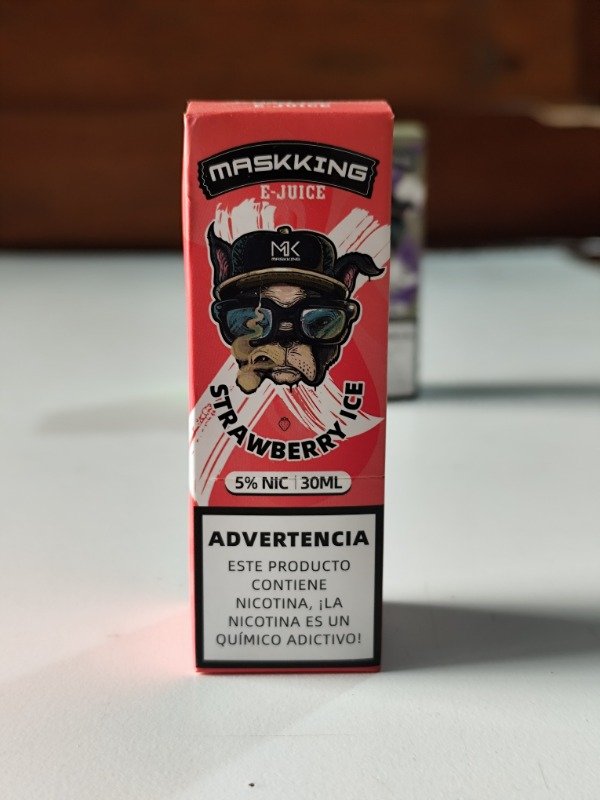 E-JUICE
MASKKING
E-JUICE
MK
MASKKING
STRAWBERRY ICE
5% NIC | 30ML
ADVERTENCIA
ESTE PRODUCTO
CONTIENE
NICOTINA, ¡LA
NICOTINA ES UN
QUÍMICO ADICTIVO!